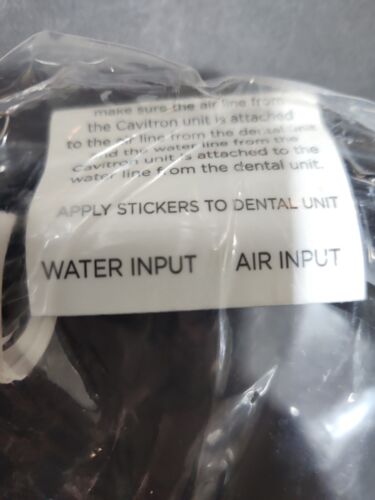 make sure the air line from
the Cavitron unit is attached
to the air line from the dental unit
and the water line from the
Cavitron unit is attached to the
water line from the dental unit.
APPLY STICKERS TO DENTAL UNIT
WATER INPUT AIR INPUT